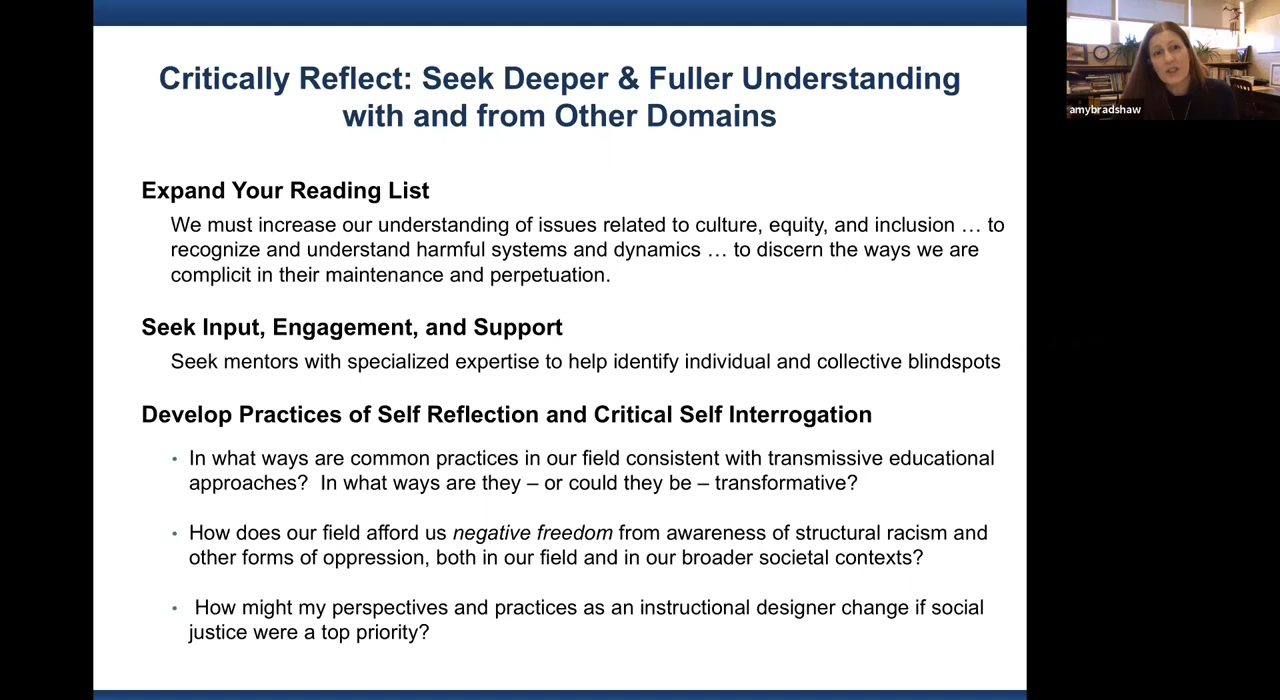 Critically Reflect: Seek Deeper & Fuller Understanding
with and from Other Domains
Expand Your Reading List
We must increase our understanding of issues related to culture, equity, and inclusion … to
recognize and understand harmful systems and dynamics … to discern the ways we are
complicit in their maintenance and perpetuation.
Seek Input, Engagement, and Support
Seek mentors with specialized expertise to help identify individual and collective blindspots
Develop Practices of Self Reflection and Critical Self Interrogation
• In what ways are common practices in our field consistent with transmissive educational
approaches?  In what ways are they – or could they be – transformative?
• How does our field afford us negative freedom from awareness of structural racism and
other forms of oppression, both in our field and in our broader societal contexts?
• How might my perspectives and practices as an instructional designer change if social
justice were a top priority?
amybradshaw